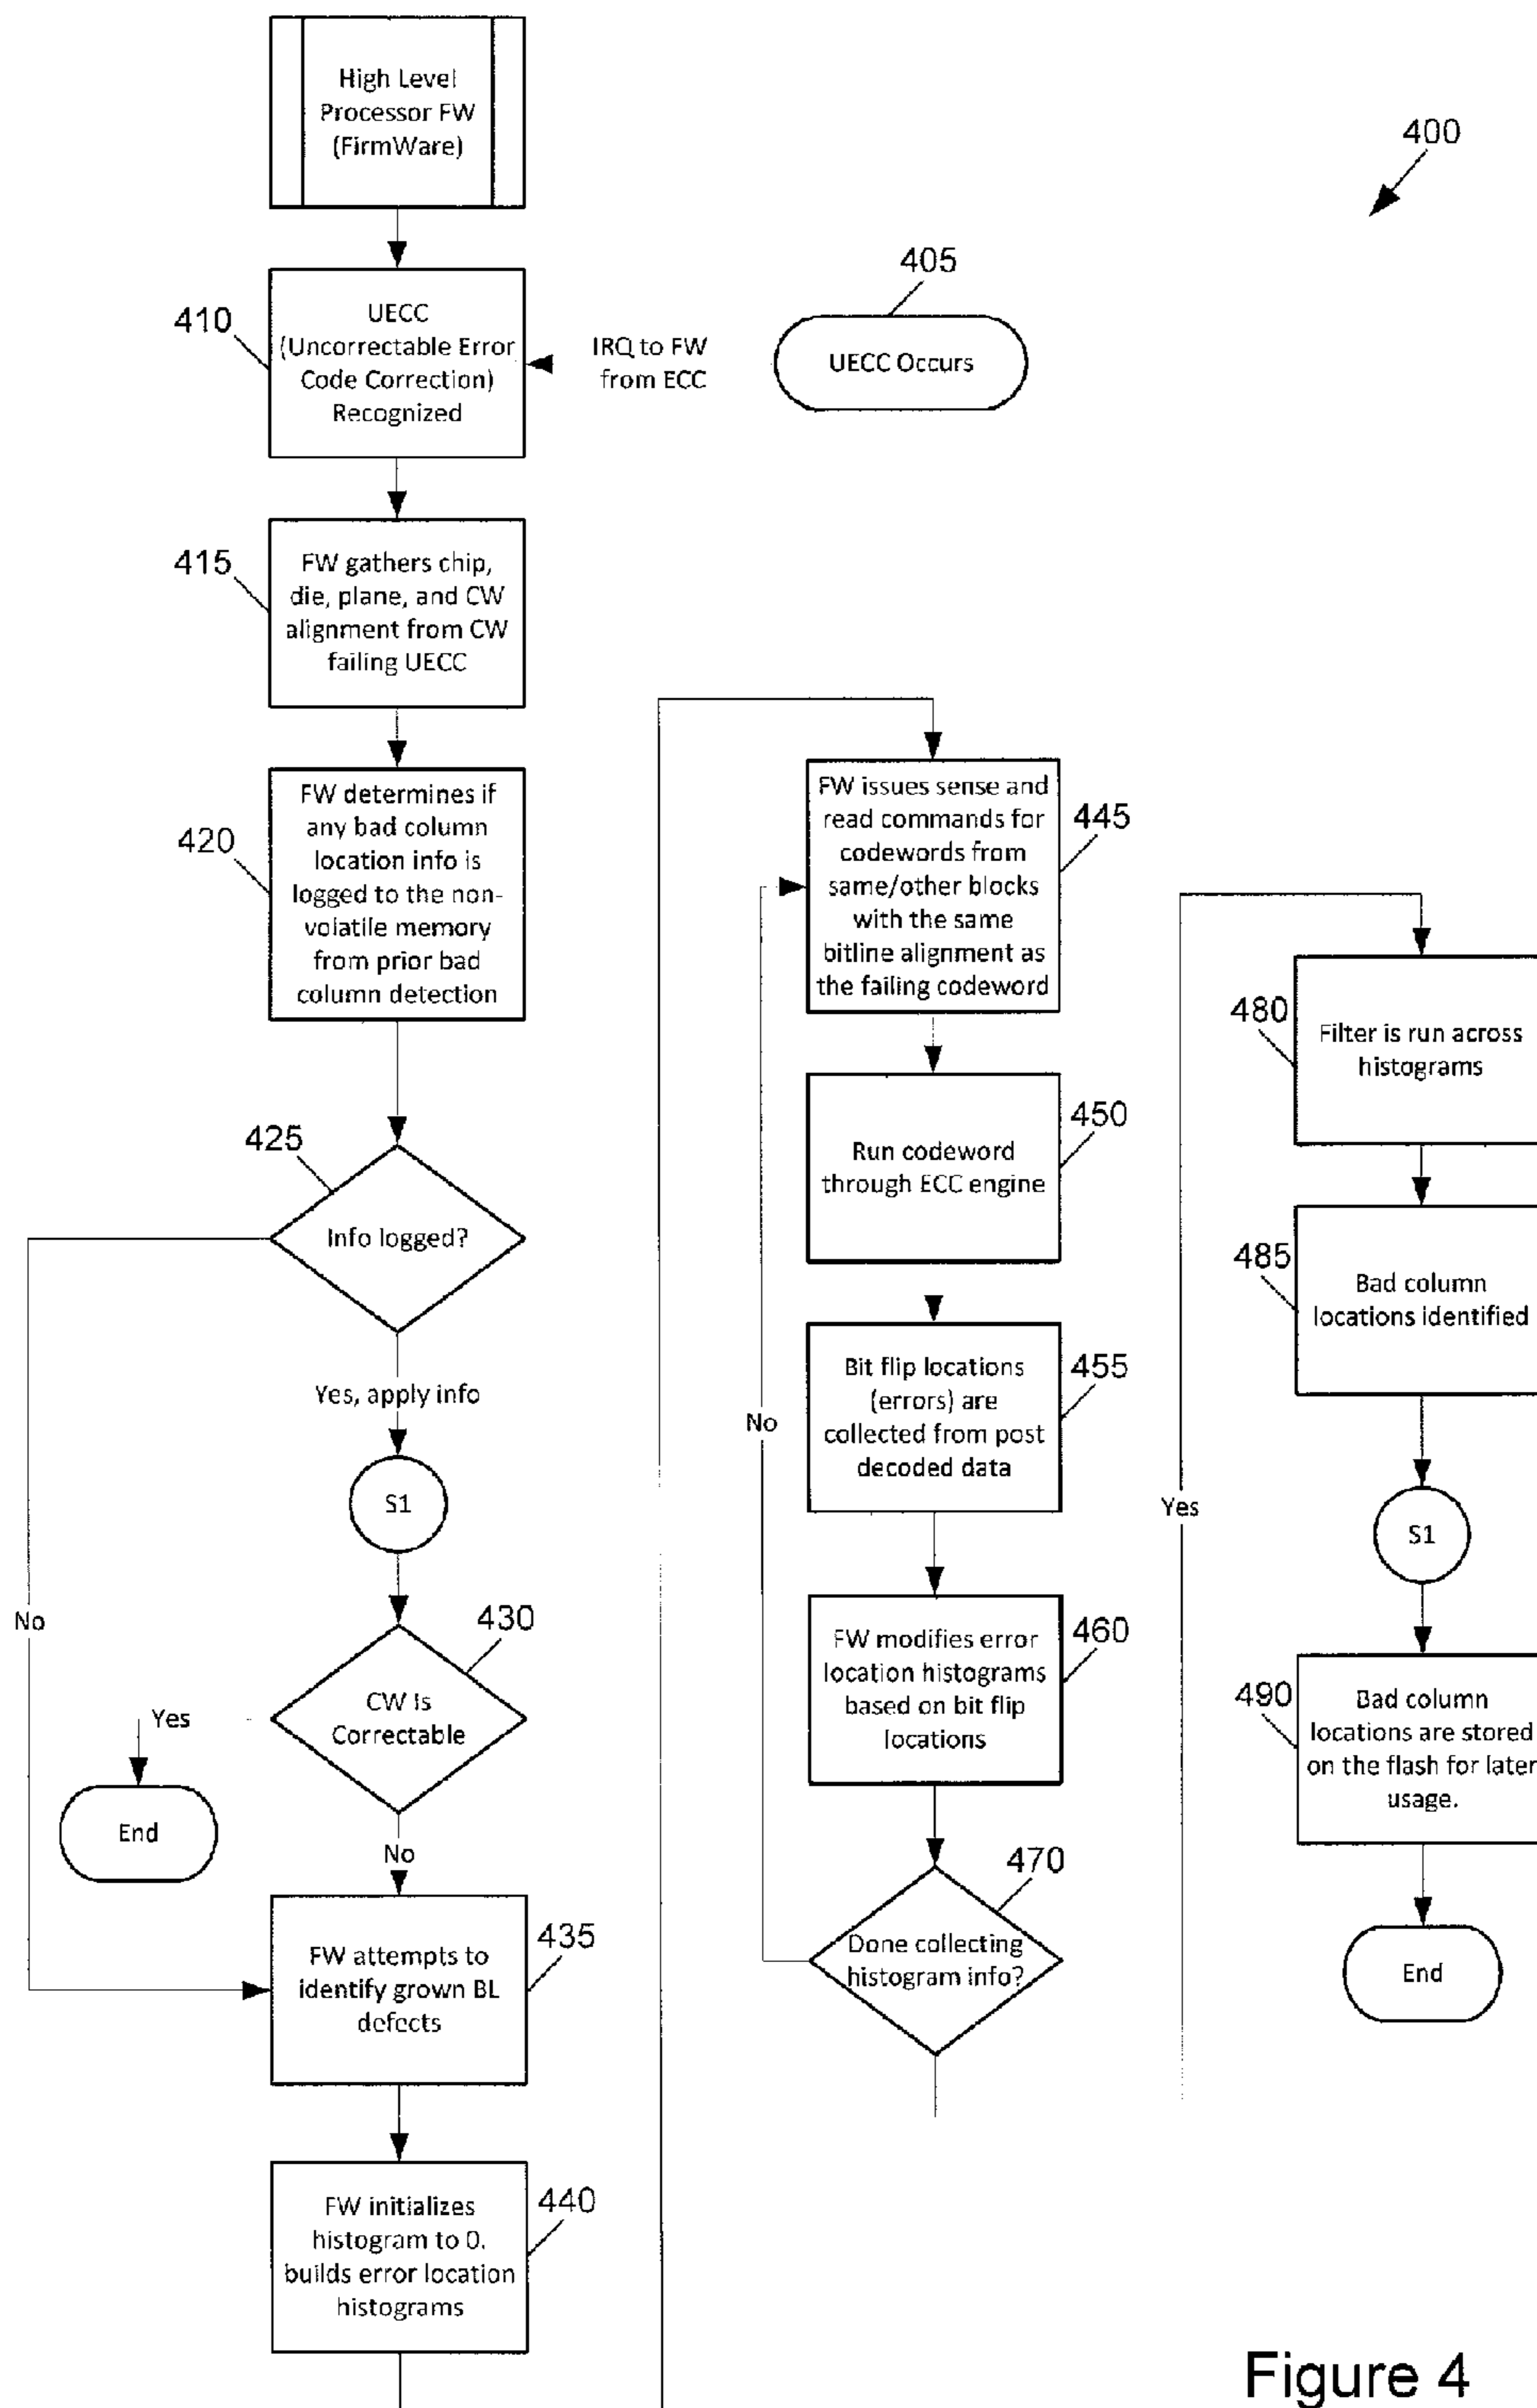 High Level
Processor FW
(FirmWare)
400
405
410
UECC
(Uncorrectable Error
Code Correction)
Recognized
IRQ to FW
from ECC
UECC Occurs
415
FW gathers chip,
die, plane, and CW
alignment from CW
failing UECC
420
FW determines if
any bad column
location info is
logged to the non-
volatile memory
from prior bad
column detection
425
Info logged?
Yes, apply info
S1
No
430
CW Is
Correctable
Yes
End
No
FW attempts to
identify grown BL
defects
435
FW initializes
histogram to 0.
builds error location
histograms
440
FW issues sense and
read commands for
codewords from
same/other blocks
with the same
bitline alignment as
the failing codeword
445
Run codeword
through ECC engine
450
Bit flip locations
(errors) are
collected from post
decoded data
455
No
FW modifies error
location histograms
based on bit flip
locations
460
Done collecting
histogram info?
470
Yes
480
Filter is run across
histograms
485
Bad column
locations identified
S1
490
Bad column
locations are stored
on the flash for later
usage.
End
Figure 4